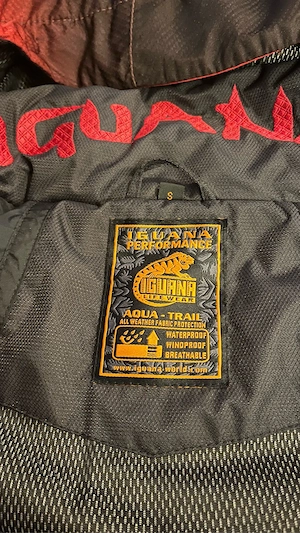 IGUANA
S
IGUANA
PERFORMANCE
IGUANA
LIFEWEAR
AQUA - TRAIL
ALL WEATHER FABRIC PROTECTION
WATERPROOF
WINDPROOF
BREATHABLE
www.iguana-world.com